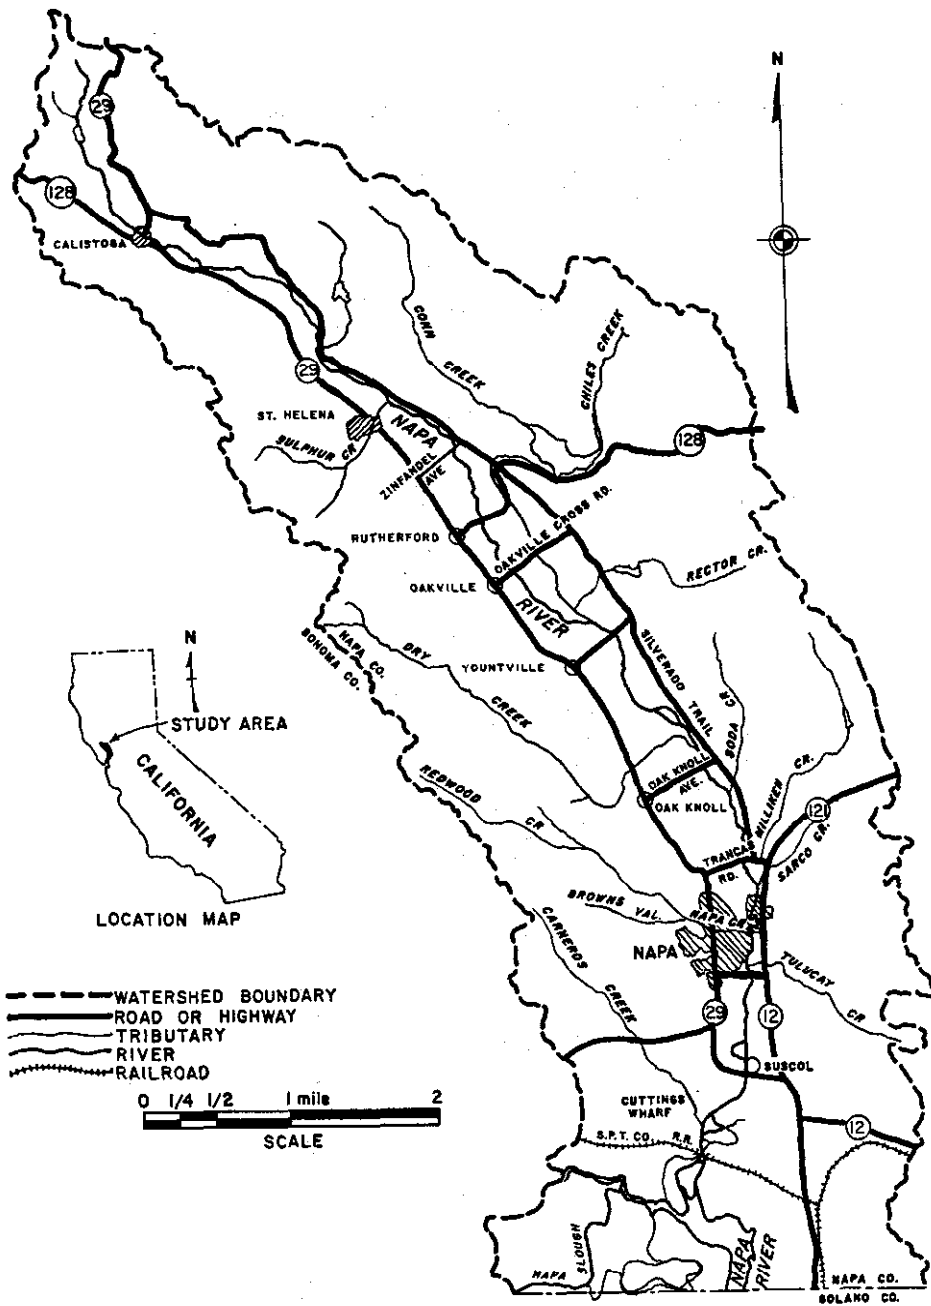 N
29
128
CALISTOGA
CONN
CREEK
CHILES CREEK
29
ST. HELENA
NAPA
128
SULPHUR CR
ZINFANDEL
AVE
RUTHERFORD
OAKVILLE CROSS RD.
OAKVILLE
RECTOR CR.
RIVER
NAPA CO.
SONOMA CO.
DRY
CREEK
YOUNTVILLE
SILVERADO
TRAIL
N
STUDY AREA
CALIFORNIA
LOCATION MAP
SODA
CR
OAK KNOLL
AVE.
OAK KNOLL
MILLIKEN CR.
REDWOOD
CR
121
TRANCAS
RD.
SARCO CR.
BROWNS VAL.
NAPA CR
CARNEROS
CREEK
NAPA
TULUCAY
CR
WATERSHED BOUNDARY
ROAD OR HIGHWAY
TRIBUTARY
RIVER
RAILROAD
29
12
SUSCOL
0 1/4 1/2 1 mile 2
SCALE
CUTTINGS
WHARF
12
S.P.T. CO R.R.
NAPA
SLOUGH
NAPA
RIVER
NAPA CO.
SOLANO CO.